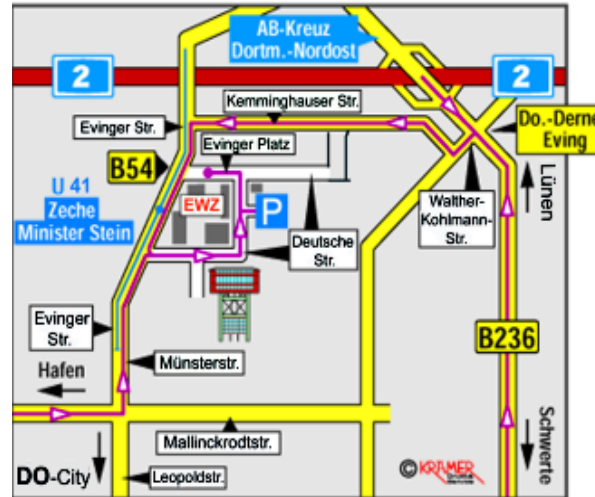 AB-Kreuz
Dortm.-Nordost
2
2
Kemminghauser Str.
Evinger Str.
Do.-Derne
Eving
Evinger Platz
B54
Lünen
U 41
Zeche
Minister Stein
EWZ
P
Walther-
Kohlmann-
Str.
Deutsche
Str.
Evinger
Str.
B236
Hafen
Münsterstr.
Mallinckrodtstr.
Schwerte
DO-City
Leopoldstr.
© KRÄMER